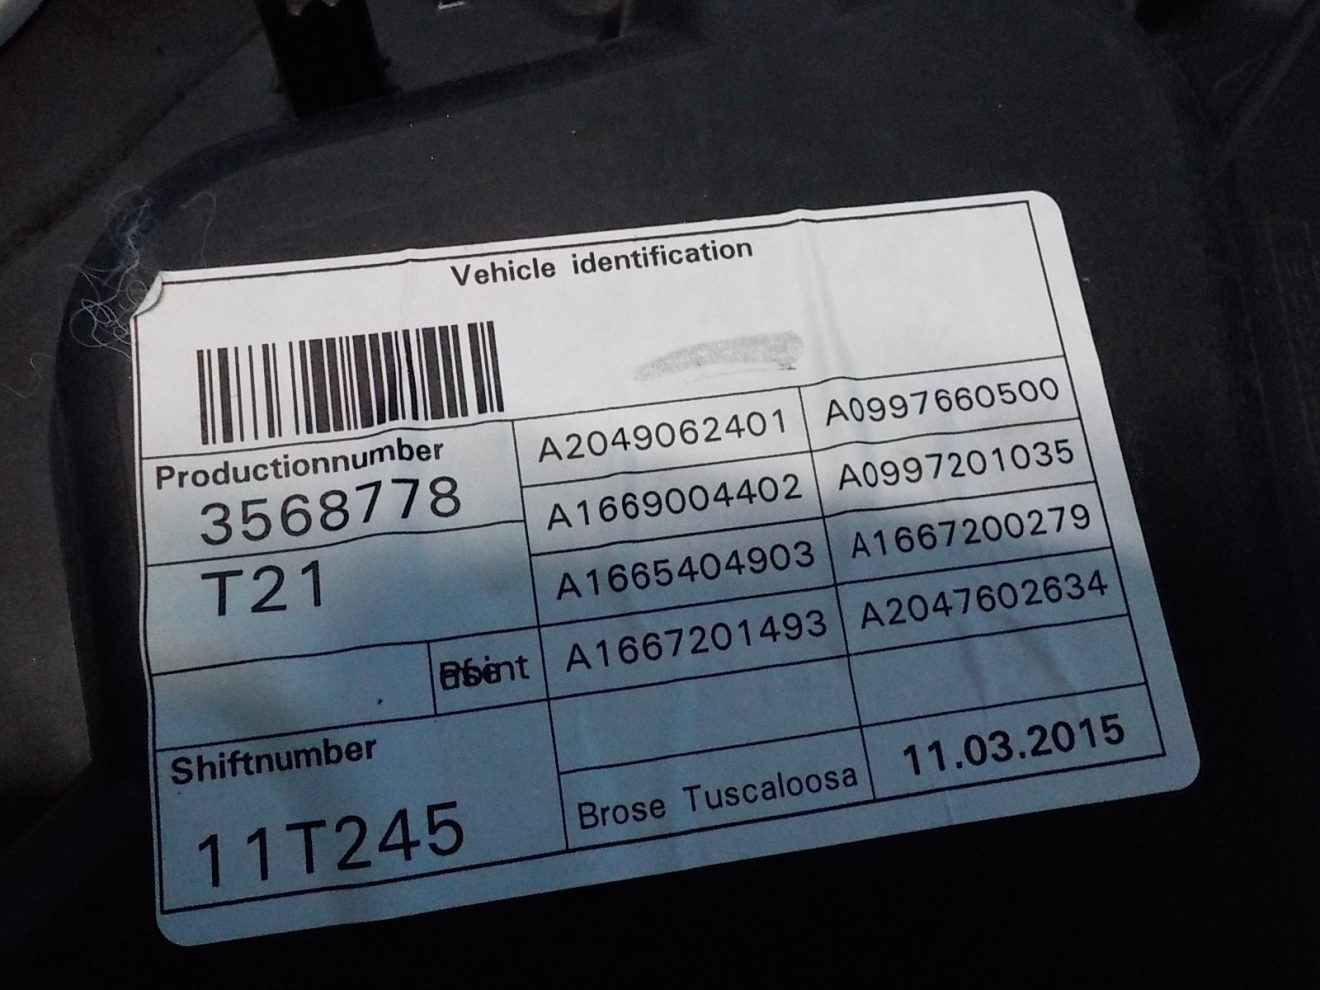 Vehicle identification
Productionnumber
3568778
T21
Shiftnumber
11T245
A2049062401 A0997660500
A1669004402 A0997201035
A1665404903 A1667200279
A1667201493 A2047602634
Brose Tuscaloosa 11.03.2015